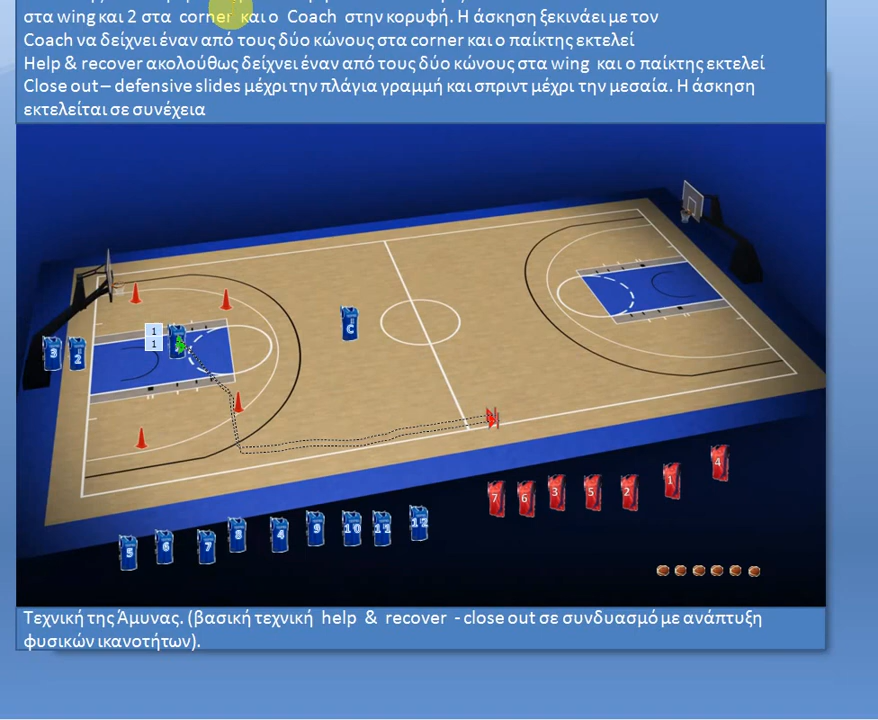 στα wing και 2 στα corner και ο Coach στην κορυφή. Η άσκηση ξεκινάει με τον
Coach να δείχνει έναν από τους δύο κώνους στα corner και ο παίκτης εκτελεί
Help & recover ακολούθως δείχνει έναν από τους δύο κώνους στα wing και ο παίκτης εκτελεί
Close out – defensive slides μέχρι την πλάγια γραμμή και σπριντ μέχρι την μεσαία. Η άσκηση
εκτελείται σε συνέχεια
1
1
3 2
C
7 6 3 5 2 1 4
5 6 7 8 4 9 10 11 12
Τεχνική της Άμυνας. (βασική τεχνική help & recover - close out σε συνδυασμό με ανάπτυξη
φυσικών ικανοτήτων).